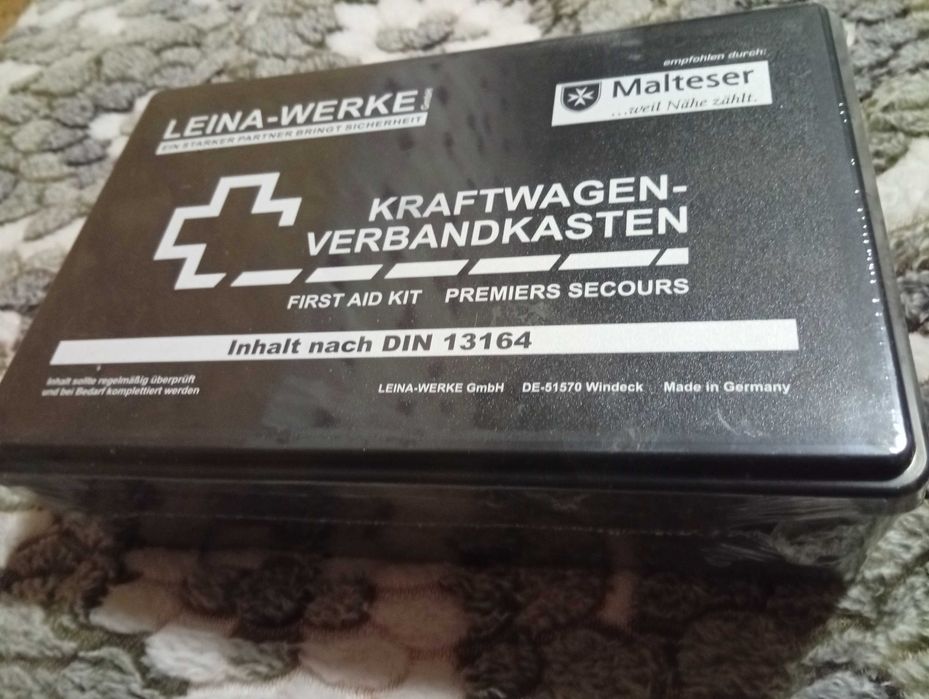 LEINA-WERKE GmbH
EIN STARKER PARTNER BRINGT SICHERHEIT
empfohlen durch:
Malteser
...weil Nähe zählt.
KRAFTWAGEN-
VERBANDKASTEN
FIRST AID KIT PREMIERS SECOURS
Inhalt nach DIN 13164
Inhalt sollte regelmäßig überprüft
und bei Bedarf komplettiert werden
LEINA-WERKE GmbH DE-51570 Windeck Made in Germany